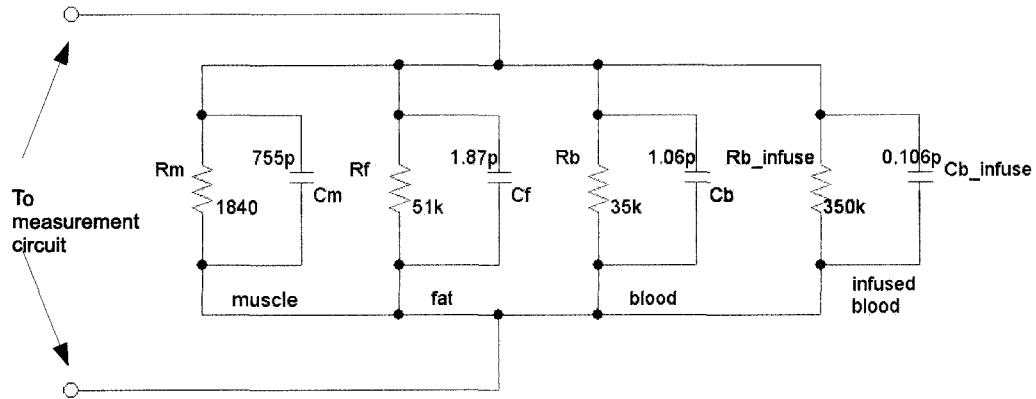 755p
1.87p
1.06p
0.106p
Rm
Rf
Rb
Rb_infuse
Cb_infuse
Cm
Cf
Cb
1840
51k
35k
350k
To
measurement
circuit
muscle
fat
blood
infused
blood